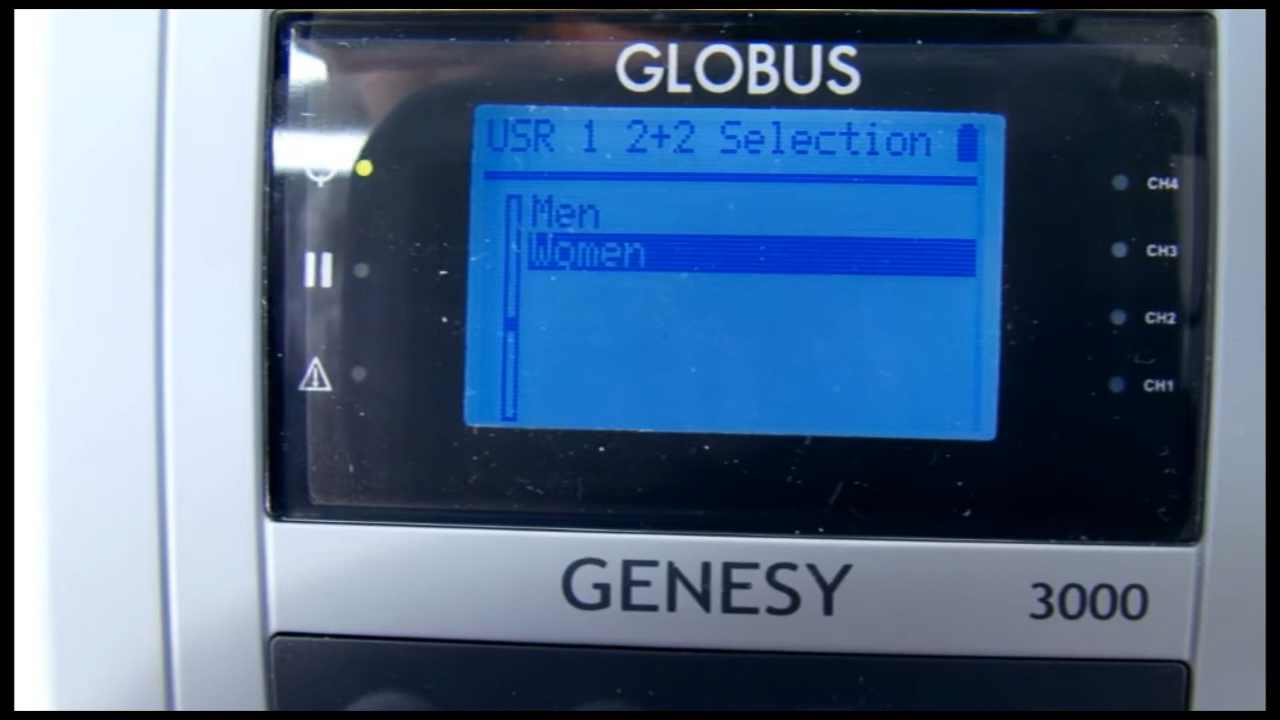 GLOBUS
USR 1 2+2 Selection
Men
Women
CH4
CH3
CH2
CH1
GENESY 3000